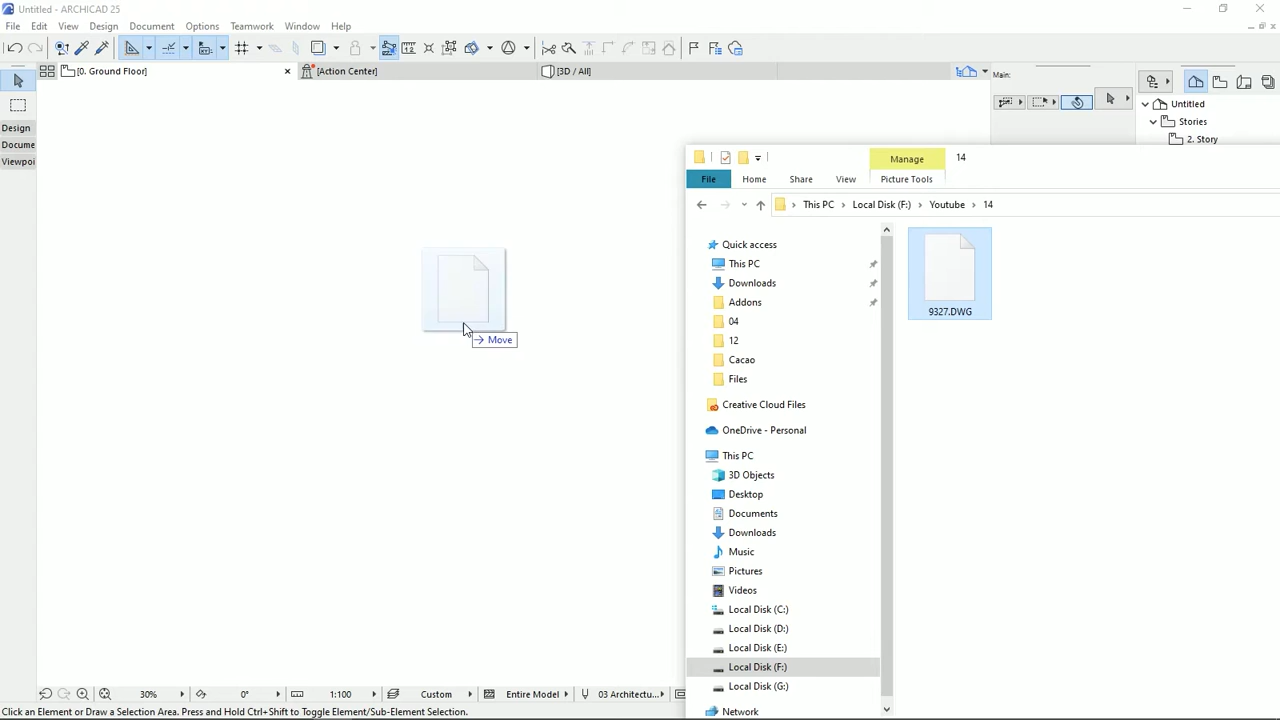 Untitled - ARCHICAD 25
File Edit View Design Document Options Teamwork Window Help
[0. Ground Floor]
[Action Center]
[3D / All]
Main:
Design
Docume
Viewpoi
Untitled
Stories
2. Story
Manage
14
File Home Share View Picture Tools
This PC Local Disk (F:) Youtube 14
Quick access
This PC
Downloads
Addons
04
12
Cacao
Files
Creative Cloud Files
OneDrive - Personal
This PC
3D Objects
Desktop
Documents
Downloads
Music
Pictures
Videos
Local Disk (C:)
Local Disk (D:)
Local Disk (E:)
Local Disk (F:)
Local Disk (G:)
Network
9327.DWG
Move
30% 0° 1:100 Custom Entire Model 03 Architectu...
Click an Element or Draw a Selection Area. Press and Hold Ctrl+Shift to Toggle Element/Sub-Element Selection.